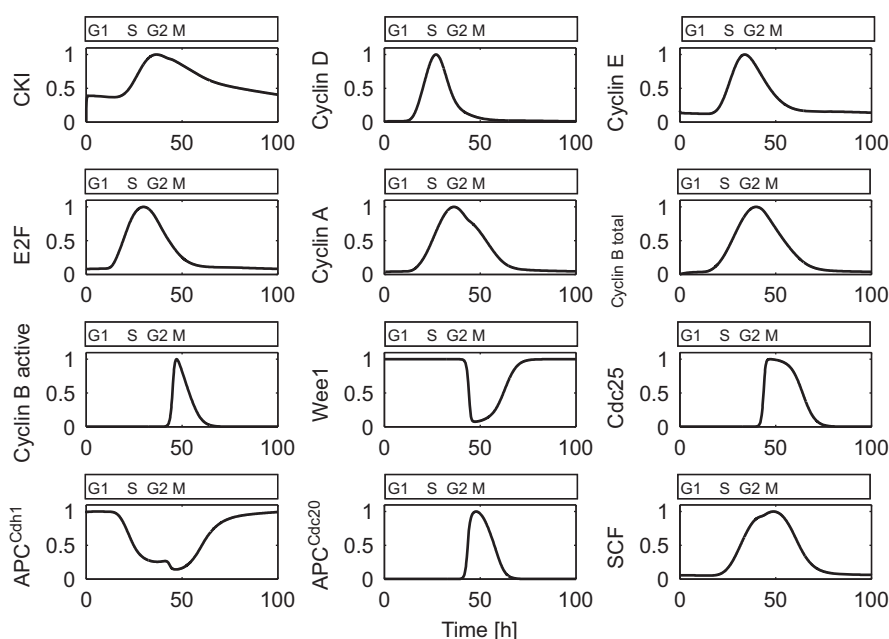 G1 S G2 M
G1 S G2 M
G1 S G2 M
CKI
1
0.5
0
0 50 100
Cyclin D
1
0.5
0
0 50 100
Cyclin E
1
0.5
0
0 50 100
G1 S G2 M
G1 S G2 M
G1 S G2 M
E2F
1
0.5
0
0 50 100
Cyclin A
1
0.5
0
0 50 100
Cyclin B total
1
0.5
0
0 50 100
G1 S G2 M
G1 S G2 M
G1 S G2 M
Cyclin B active
1
0.5
0
0 50 100
Wee1
1
0.5
0
0 50 100
Cdc25
1
0.5
0
0 50 100
G1 S G2 M
G1 S G2 M
G1 S G2 M
APC^Cdh1
1
0.5
0
0 50 100
APC^Cdc20
1
0.5
0
0 50 100
SCF
1
0.5
0
0 50 100
Time [h]